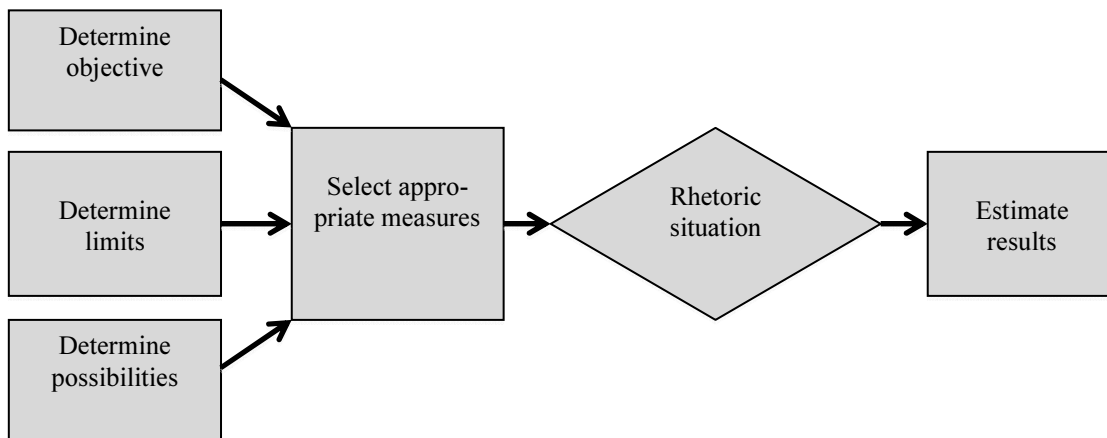 Determine
objective
Determine
limits
Determine
possibilities
Select appro-
priate measures
Rhetoric
situation
Estimate
results